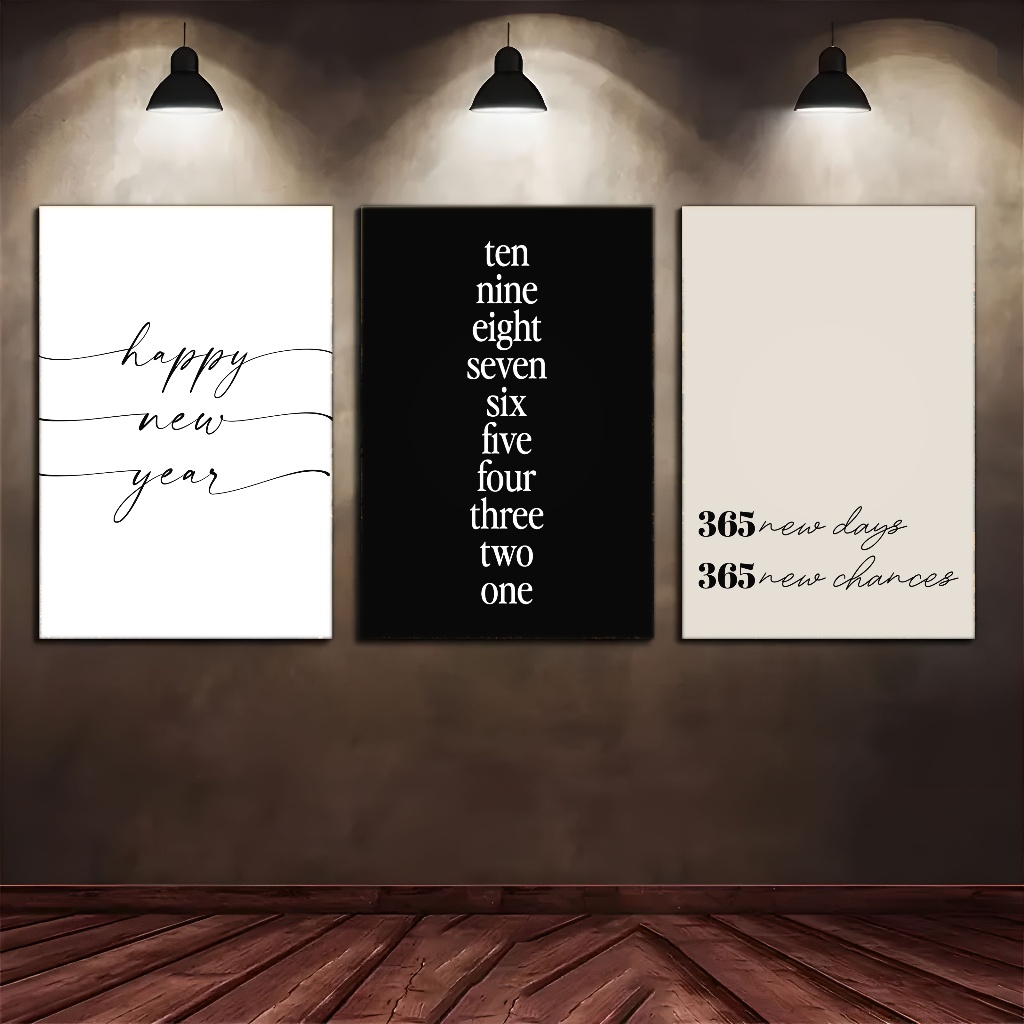 happy
new
year
ten
nine
eight
seven
six
five
four
three
two
one
365 new days
365 new chances